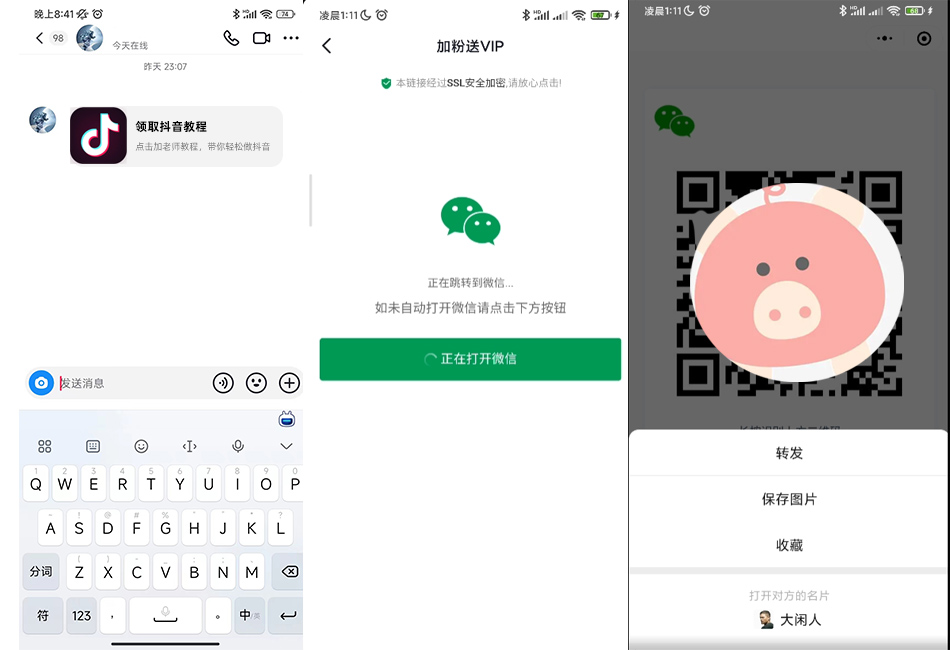 晚上8:41
74
98
今天在线
昨天 23:07
领取抖音教程
点击加老师教程，带你轻松做抖音
发送消息
1 2 3 4 5 6 7 8 9 0
Q W E R T Y U I O P
A S D F G H J K L
分词 Z X C V B N M
符 123 ， 。 中/英
凌晨1:11
67
加粉送VIP
本链接经过SSL安全加密,请放心点击!
正在跳转到微信...
如未自动打开微信请点击下方按钮
正在打开微信
凌晨1:11
68
转发
保存图片
收藏
打开对方的名片
大闲人